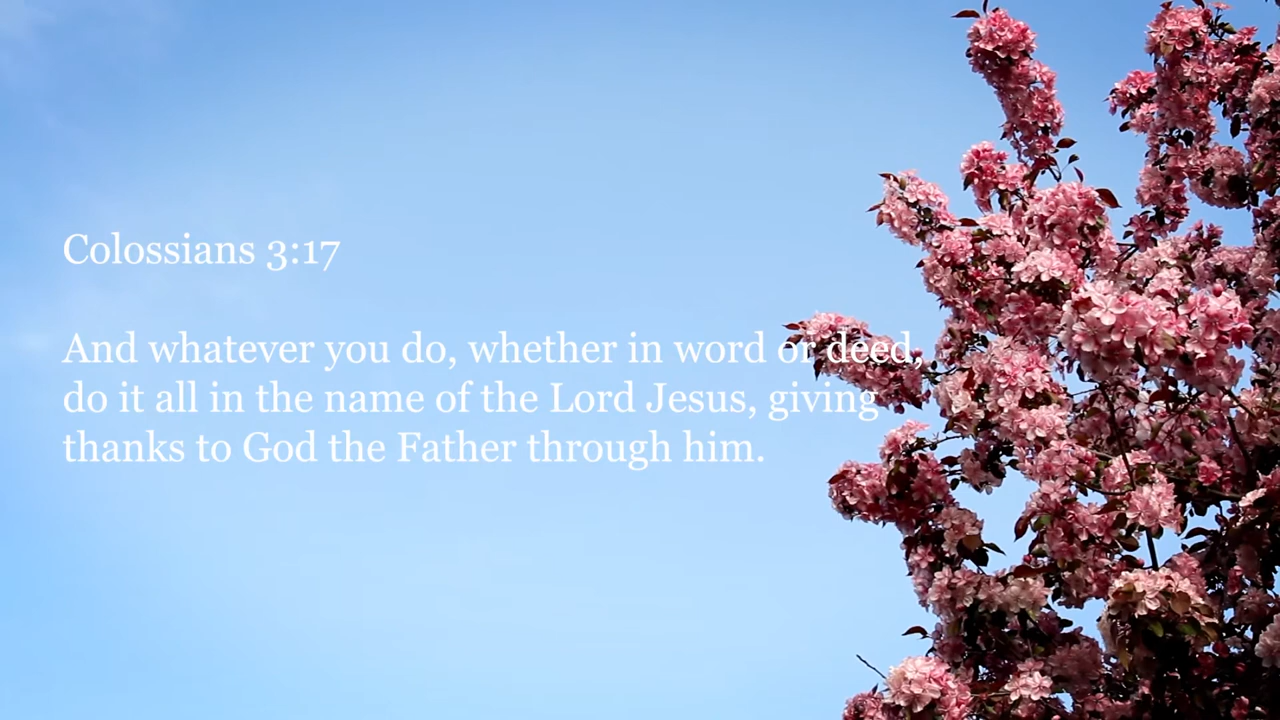 Colossians 3:17
And whatever you do, whether in word or deed,
do it all in the name of the Lord Jesus, giving
thanks to God the Father through him.